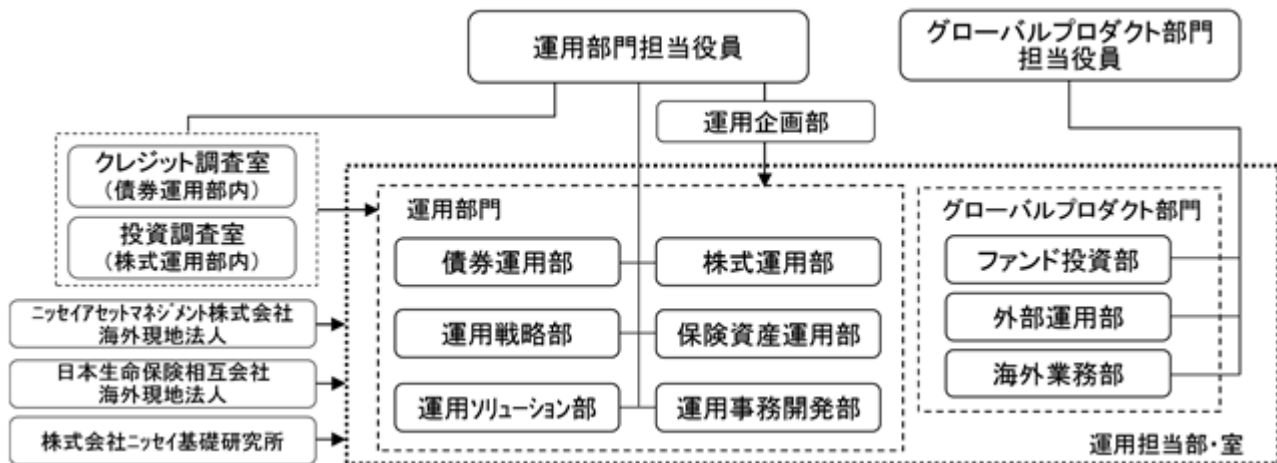 運用部門担当役員
グローバルプロダクト部門
担当役員
運用企画部
クレジット調査室
（債券運用部内）
投資調査室
（株式運用部内）
運用部門
債券運用部
株式運用部
運用戦略部
保険資産運用部
運用ソリューション部
運用事務開発部
グローバルプロダクト部門
ファンド投資部
外部運用部
海外業務部
ニッセイアセットマネジメント株式会社
海外現地法人
日本生命保険相互会社
海外現地法人
株式会社ニッセイ基礎研究所
運用担当部・室